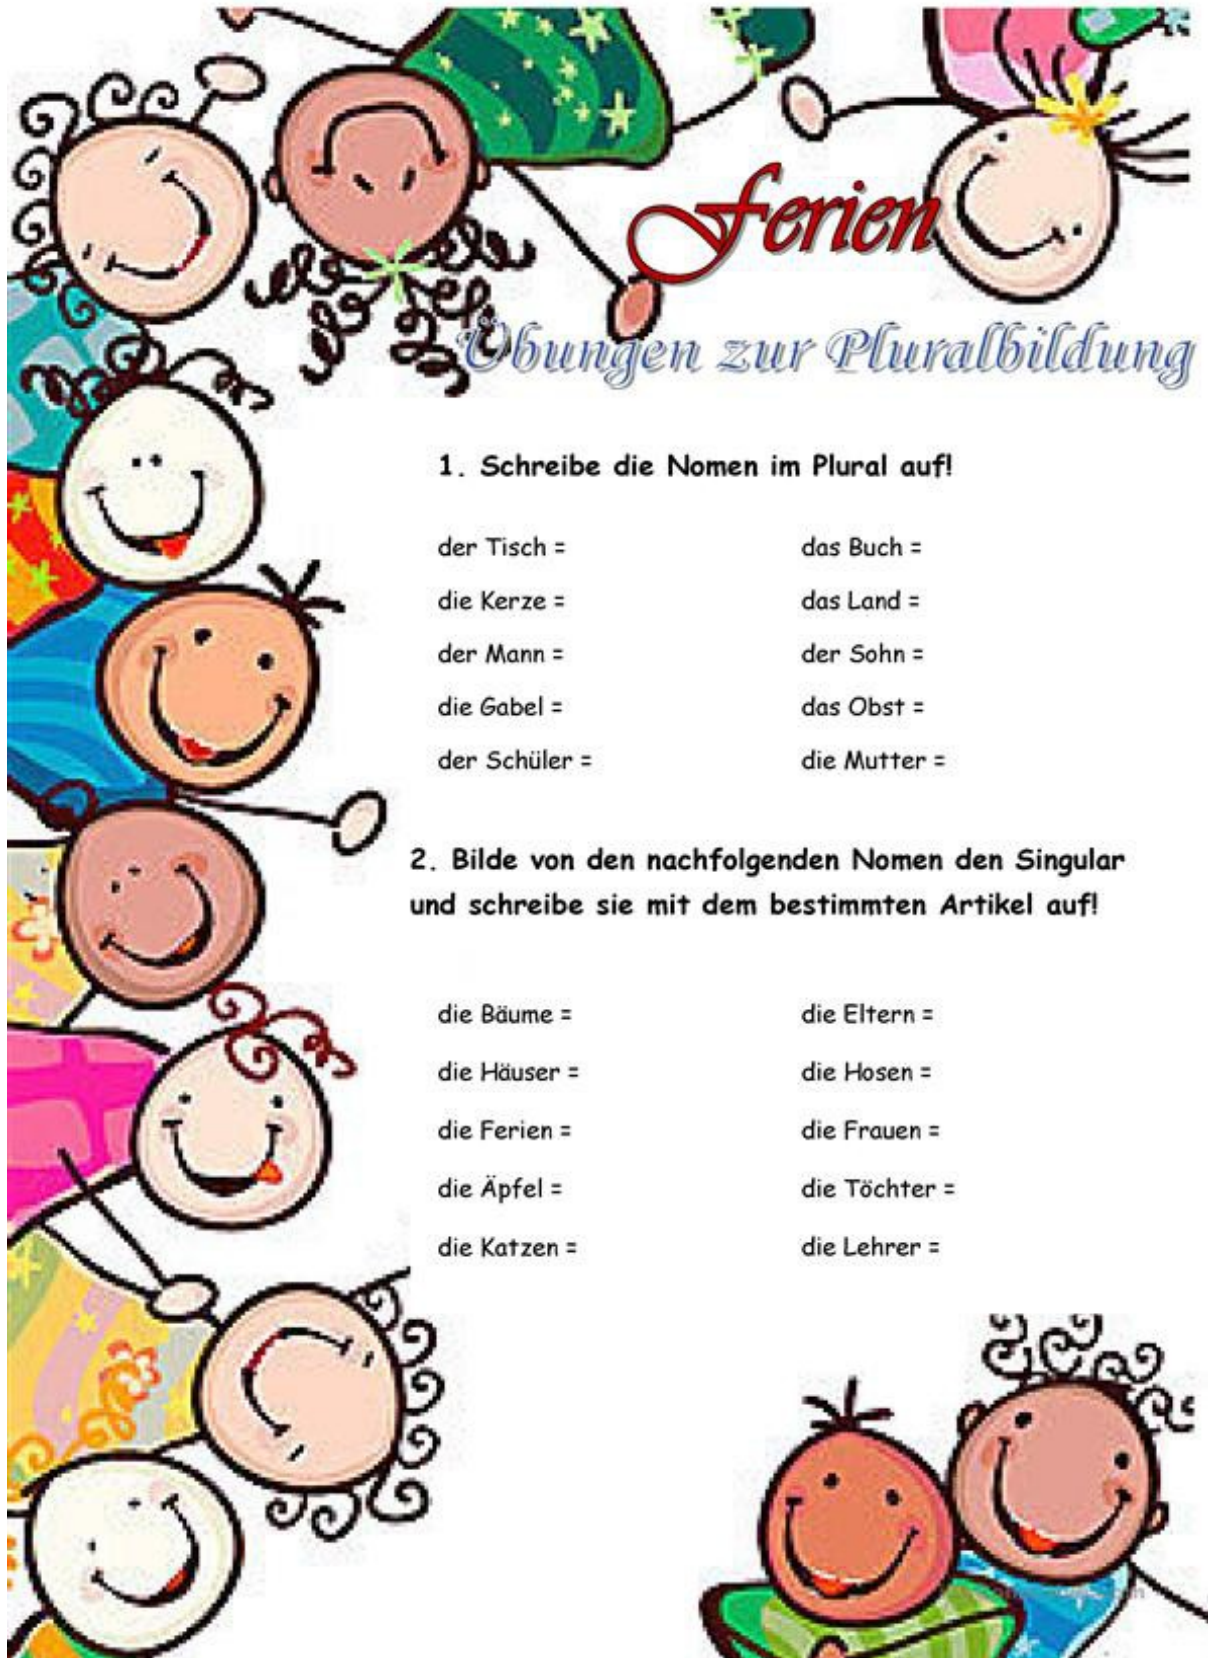 Ferien
Übungen zur Pluralbildung
1. Schreibe die Nomen im Plural auf!
der Tisch =
das Buch =
die Kerze =
das Land =
der Mann =
der Sohn =
die Gabel =
das Obst =
der Schüler =
die Mutter =
2. Bilde von den nachfolgenden Nomen den Singular
und schreibe sie mit dem bestimmten Artikel auf!
die Bäume =
die Eltern =
die Häuser =
die Hosen =
die Ferien =
die Frauen =
die Äpfel =
die Töchter =
die Katzen =
die Lehrer =